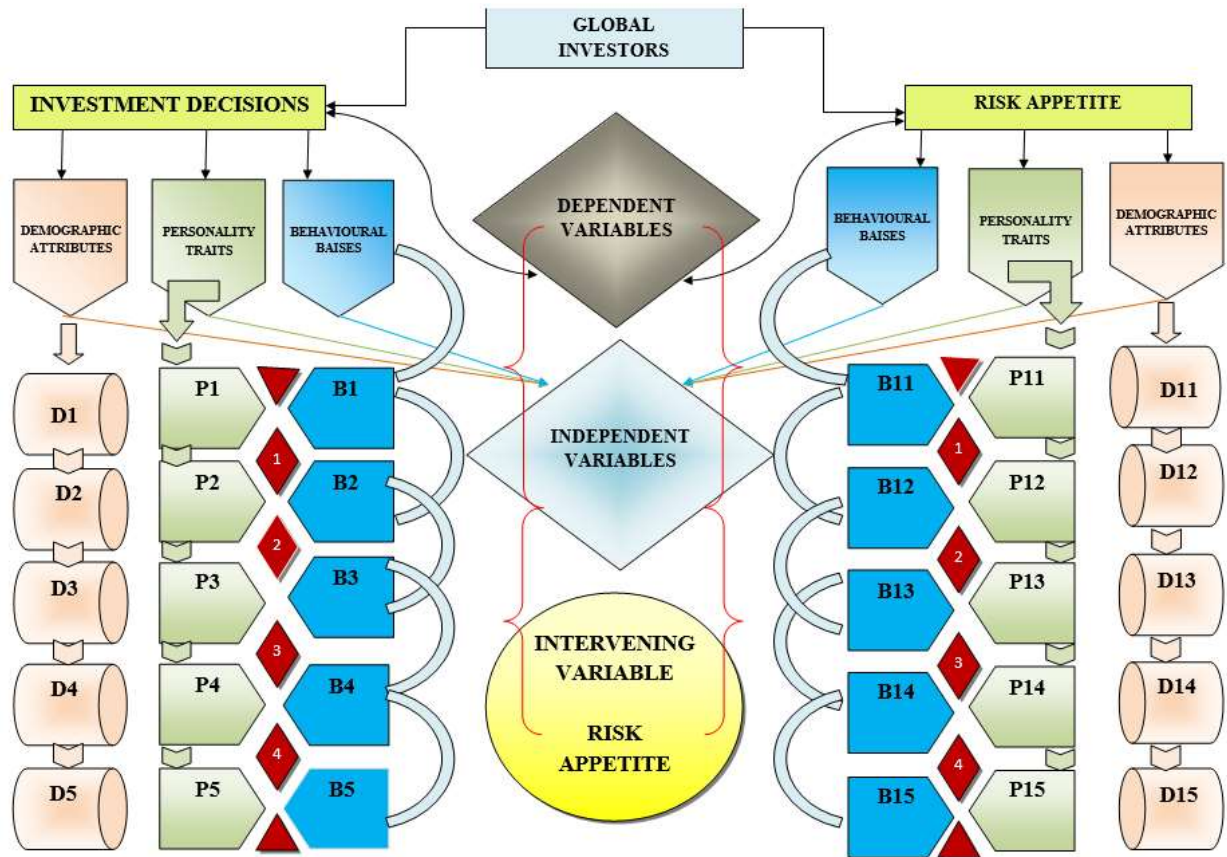 GLOBAL
INVESTORS
INVESTMENT DECISIONS
RISK APPETITE
DEMOGRAPHIC
ATTRIBUTES
PERSONALITY
TRAITS
BEHAVIOURAL
BAISES
DEPENDENT
VARIABLES
BEHAVIOURAL
BAISES
PERSONALITY
TRAITS
DEMOGRAPHIC
ATTRIBUTES
INDEPENDENT
VARIABLES
INTERVENING
VARIABLE
RISK
APPETITE
D1
D2
D3
D4
D5
P1
P2
P3
P4
P5
1
2
3
4
B1
B2
B3
B4
B5
B11
B12
B13
B14
B15
1
2
3
4
P11
P12
P13
P14
P15
D11
D12
D13
D14
D15